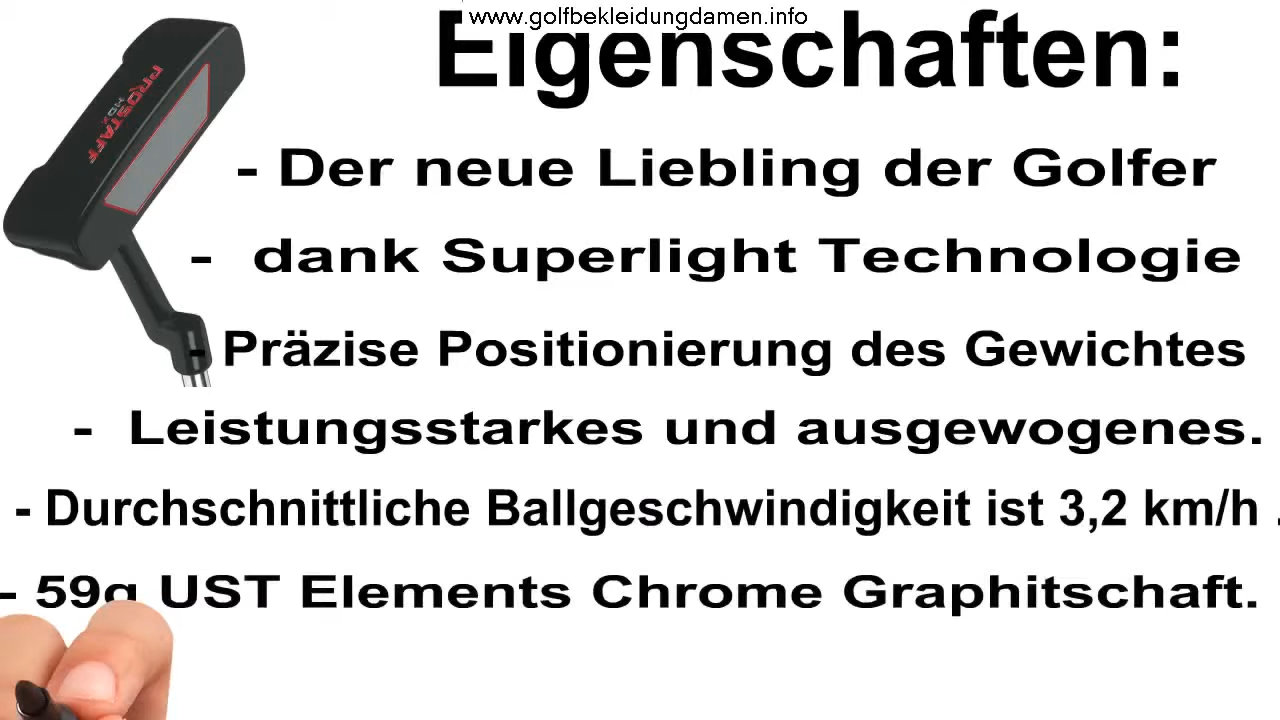 www.golfbekleidungdamen.info
Eigenschaften:
PROSTAFF
HDX
- Der neue Liebling der Golfer
- dank Superlight Technologie
- Präzise Positionierung des Gewichtes
- Leistungsstarkes und ausgewogenes.
- Durchschnittliche Ballgeschwindigkeit ist 3,2 km/h .
- 59g UST Elements Chrome Graphitschaft.